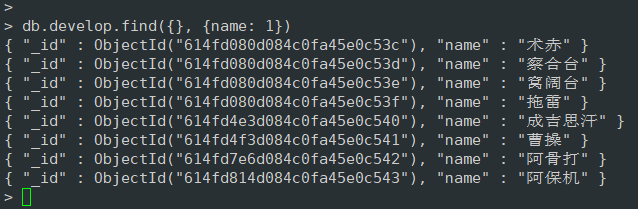 >
> db.develop.find({}, {name: 1})
{ "_id" : ObjectId("614fd080d084c0fa45e0c53c"), "name" : "术赤" }
{ "_id" : ObjectId("614fd080d084c0fa45e0c53d"), "name" : "察合台" }
{ "_id" : ObjectId("614fd080d084c0fa45e0c53e"), "name" : "窝阔台" }
{ "_id" : ObjectId("614fd080d084c0fa45e0c53f"), "name" : "拖雷" }
{ "_id" : ObjectId("614fd4e3d084c0fa45e0c540"), "name" : "成吉思汗" }
{ "_id" : ObjectId("614fd4f3d084c0fa45e0c541"), "name" : "曹操" }
{ "_id" : ObjectId("614fd7e6d084c0fa45e0c542"), "name" : "阿骨打" }
{ "_id" : ObjectId("614fd814d084c0fa45e0c543"), "name" : "阿保机" }
>